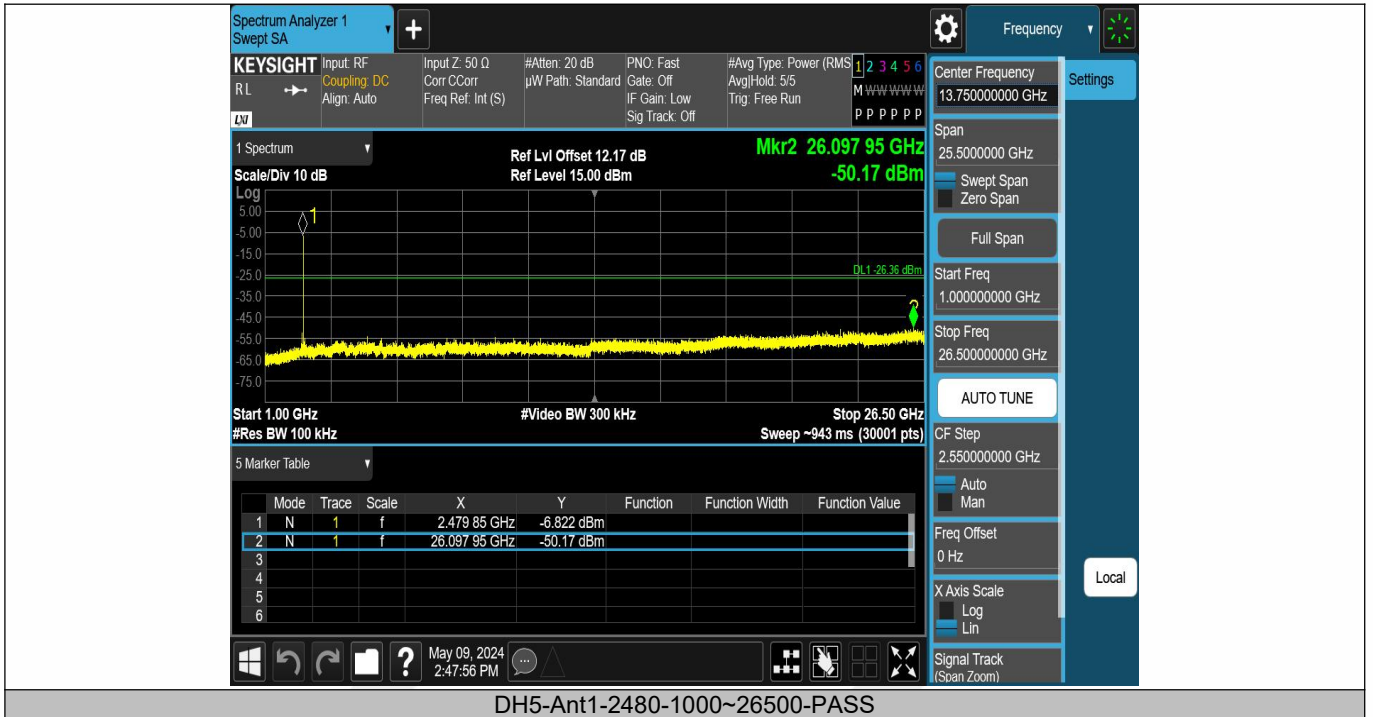 Spectrum Analyzer 1
Swept SA
+
Frequency
KEYSIGHT
RL
LXI
Input: RF
Coupling: DC
Align: Auto
Input Z: 50 Ω
Corr CCorr
Freq Ref: Int (S)
#Atten: 20 dB
µW Path: Standard
PNO: Fast
Gate: Off
IF Gain: Low
Sig Track: Off
#Avg Type: Power (RMS
Avg|Hold: 5/5
Trig: Free Run
1 2 3 4 5 6
M W W W W W
P P P P P P
Center Frequency
13.750000000 GHz
Settings
1 Spectrum
Scale/Div 10 dB
Ref Lvl Offset 12.17 dB
Ref Level 15.00 dBm
Mkr2 26.097 95 GHz
-50.17 dBm
Log
5.00
-5.00
-15.0
-25.0
-35.0
-45.0
-55.0
-65.0
-75.0
1
DL1 -26.36 dBm
Start 1.00 GHz
#Res BW 100 kHz
#Video BW 300 kHz
Stop 26.50 GHz
Sweep ~943 ms (30001 pts)
Span
25.5000000 GHz
Swept Span
Zero Span
Full Span
Start Freq
1.000000000 GHz
Stop Freq
26.500000000 GHz
AUTO TUNE
CF Step
2.550000000 GHz
Auto
Man
Freq Offset
0 Hz
X Axis Scale
Log
Lin
Signal Track
(Span Zoom)
Local
5 Marker Table
Mode Trace Scale X Y Function Function Width Function Value
1 N 1 f 2.479 85 GHz -6.822 dBm
2 N 1 f 26.097 95 GHz -50.17 dBm
3
4
5
6
?
May 09, 2024
2:47:56 PM
DH5-Ant1-2480-1000~26500-PASS